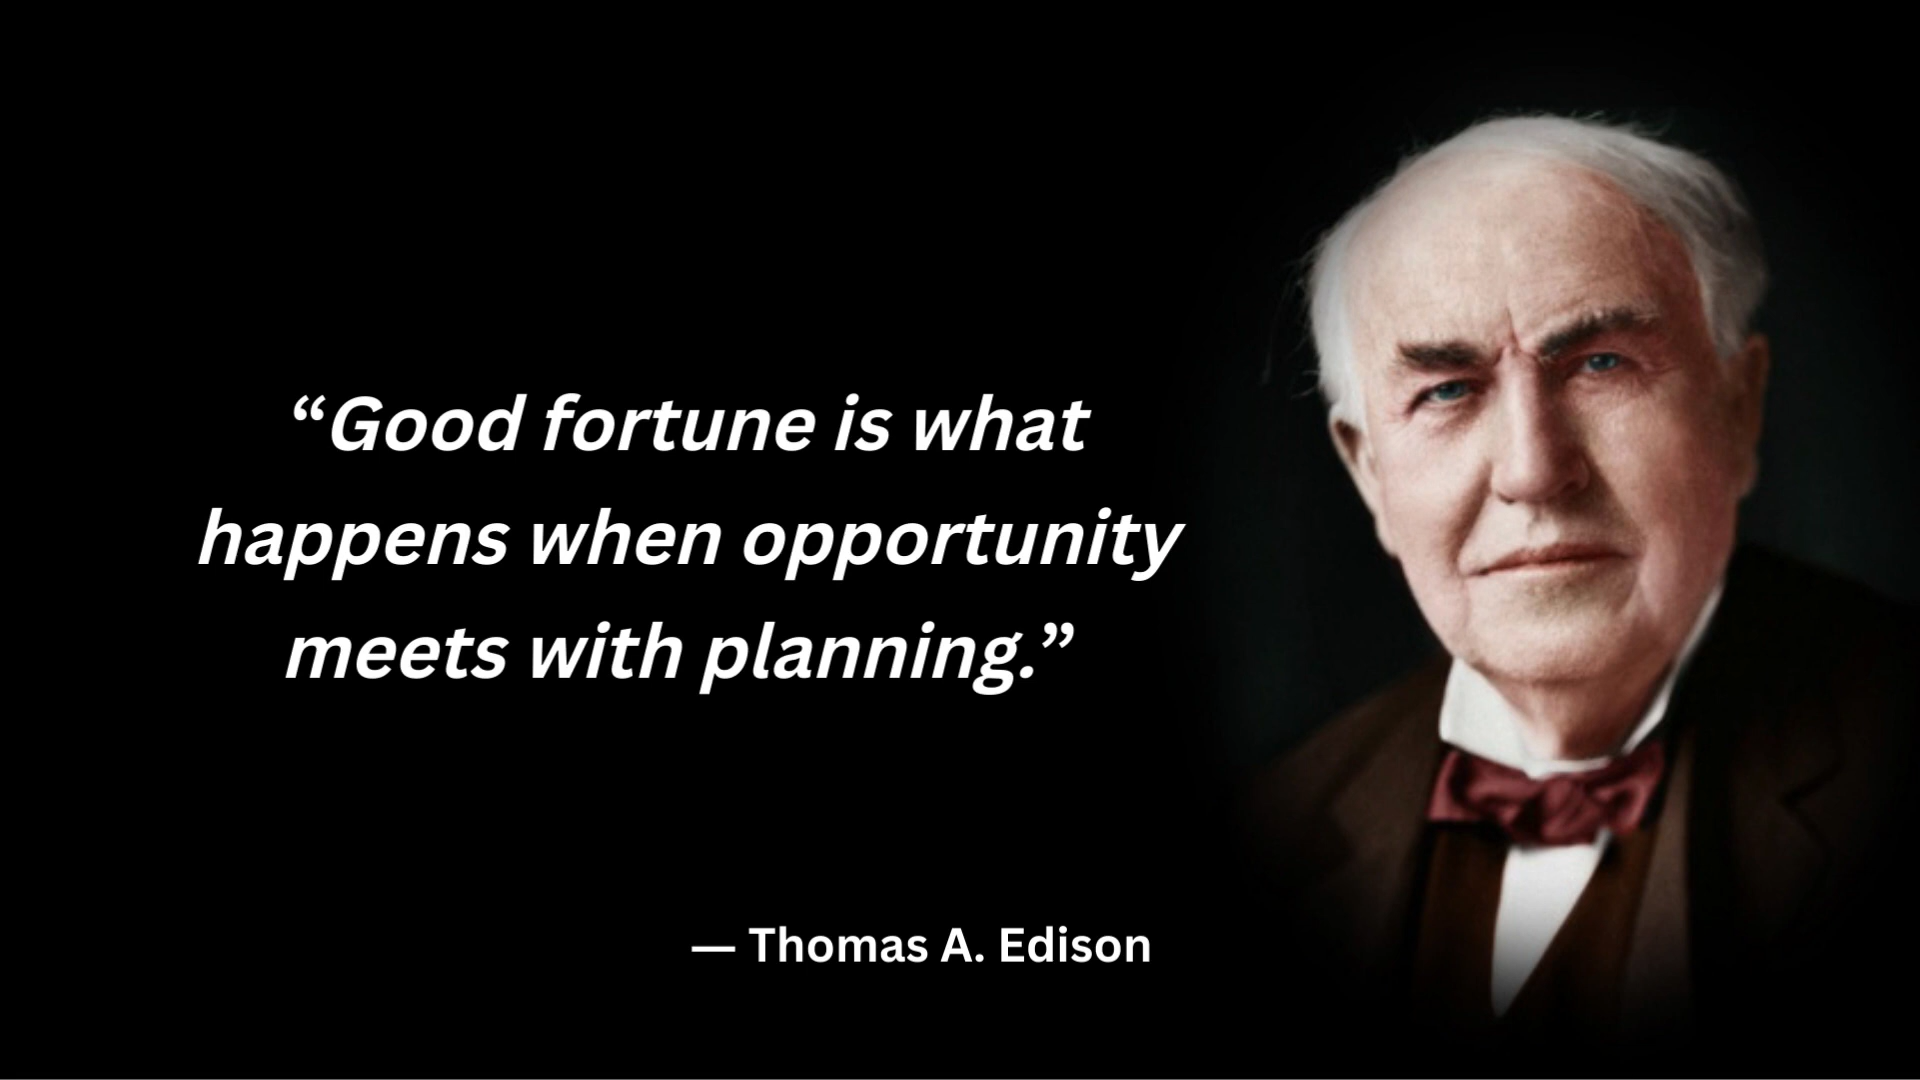 “Good fortune is what
happens when opportunity
meets with planning.”
— Thomas A. Edison